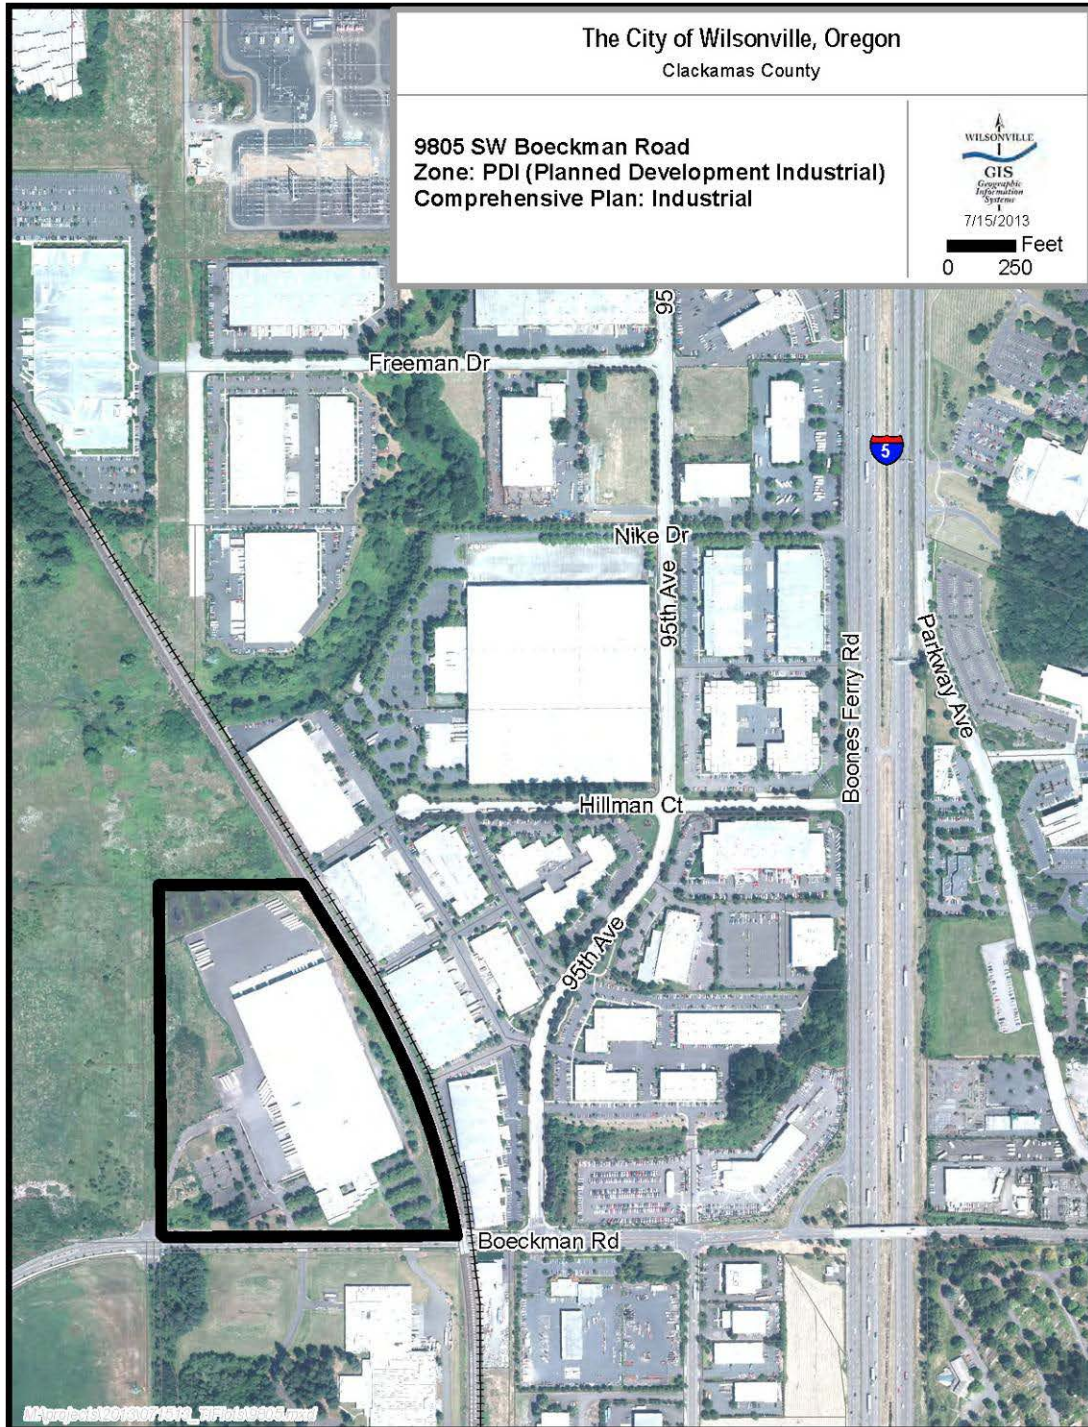 The City of Wilsonville, Oregon
Clackamas County
9805 SW Boeckman Road
Zone: PDI (Planned Development Industrial)
Comprehensive Plan: Industrial
WILSONVILLE
GIS
Geographic
Information
Systems
7/15/2013
Feet
0 250
95
Freeman Dr
5
Nike Dr
95th Ave
Boones Ferry Rd
Parkway Ave
Hillman Ct
95th Ave
Boeckman Rd